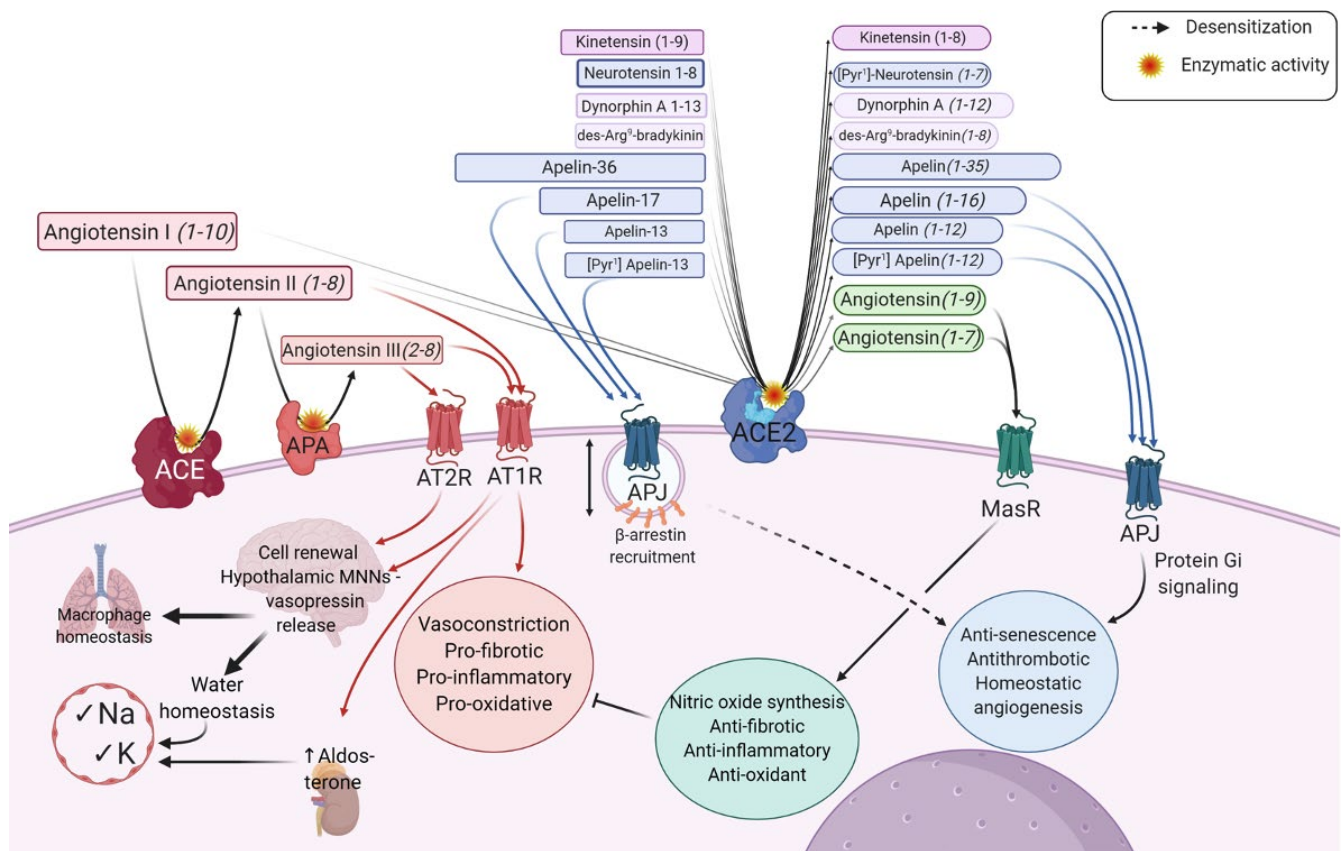 Desensitization
Enzymatic activity
Kinetensin (1-9)
Neurotensin 1-8
Dynorphin A 1-13
des-Arg⁹-bradykinin
Apelin-36
Apelin-17
Apelin-13
[Pyr¹] Apelin-13
Kinetensin (1-8)
[Pyr¹]-Neurotensin (1-7)
Dynorphin A (1-12)
des-Arg⁹-bradykinin(1-8)
Apelin(1-35)
Apelin (1-16)
Apelin (1-12)
[Pyr¹] Apelin(1-12)
Angiotensin(1-9)
Angiotensin(1-7)
Angiotensin I (1-10)
Angiotensin II (1-8)
Angiotensin III(2-8)
ACE
APA
AT2R
AT1R
APJ
β-arrestin
recruitment
ACE2
MasR
APJ
Protein Gi
signaling
Cell renewal
Hypothalamic MNNs -
vasopressin
release
Macrophage
homeostasis
Water
homeostasis
✓Na
✓K
↑Aldos-
terone
Vasoconstriction
Pro-fibrotic
Pro-inflammatory
Pro-oxidative
Nitric oxide synthesis
Anti-fibrotic
Anti-inflammatory
Anti-oxidant
Anti-senescence
Antithrombotic
Homeostatic
angiogenesis